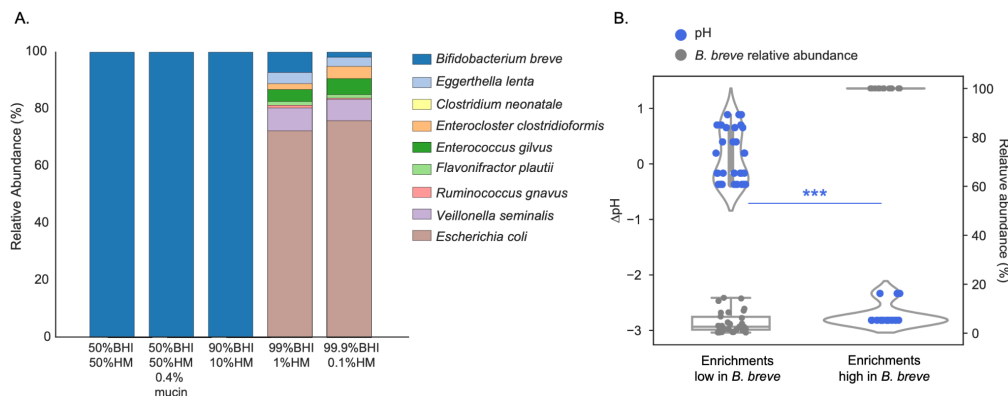 A.
Relative Abundance (%)
100
80
60
40
20
0
50%BHI
50%HM
50%BHI
50%HM
0.4%
mucin
90%BHI
10%HM
99%BHI
1%HM
99.9%BHI
0.1%HM
Bifidobacterium breve
Eggerthella lenta
Clostridium neonatale
Enterocloster clostridioformis
Enterococcus gilvus
Flavonifractor plautii
Ruminococcus gnavus
Veillonella seminalis
Escherichia coli
B.
pH
B. breve relative abundance
ΔpH
1
0
−1
−2
−3
***
100
80
60
40
20
0
Relatuve abundance (%)
Enrichments
low in B. breve
Enrichments
high in B. breve